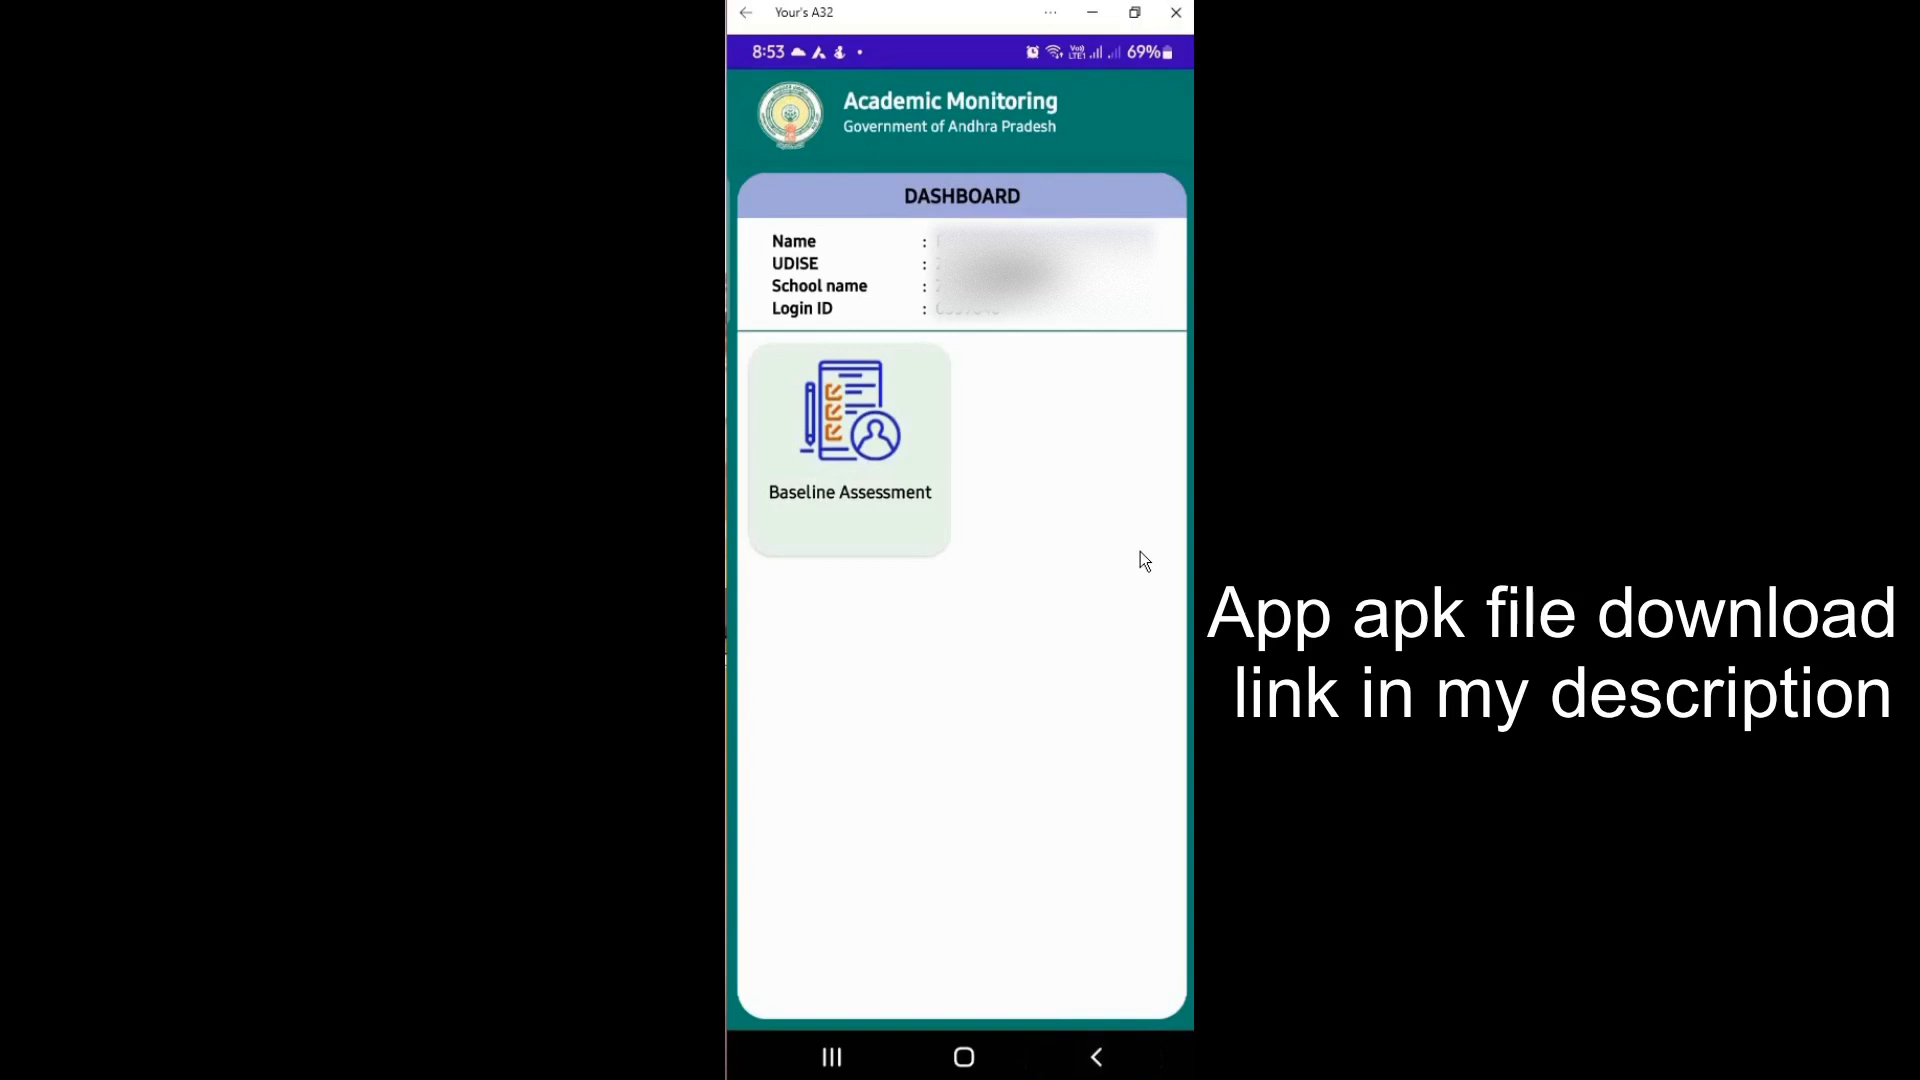 Your's A32
8:53
69%
Academic Monitoring
Government of Andhra Pradesh
DASHBOARD
Name :
UDISE :
School name :
Login ID :
Baseline Assessment
App apk file download
link in my description